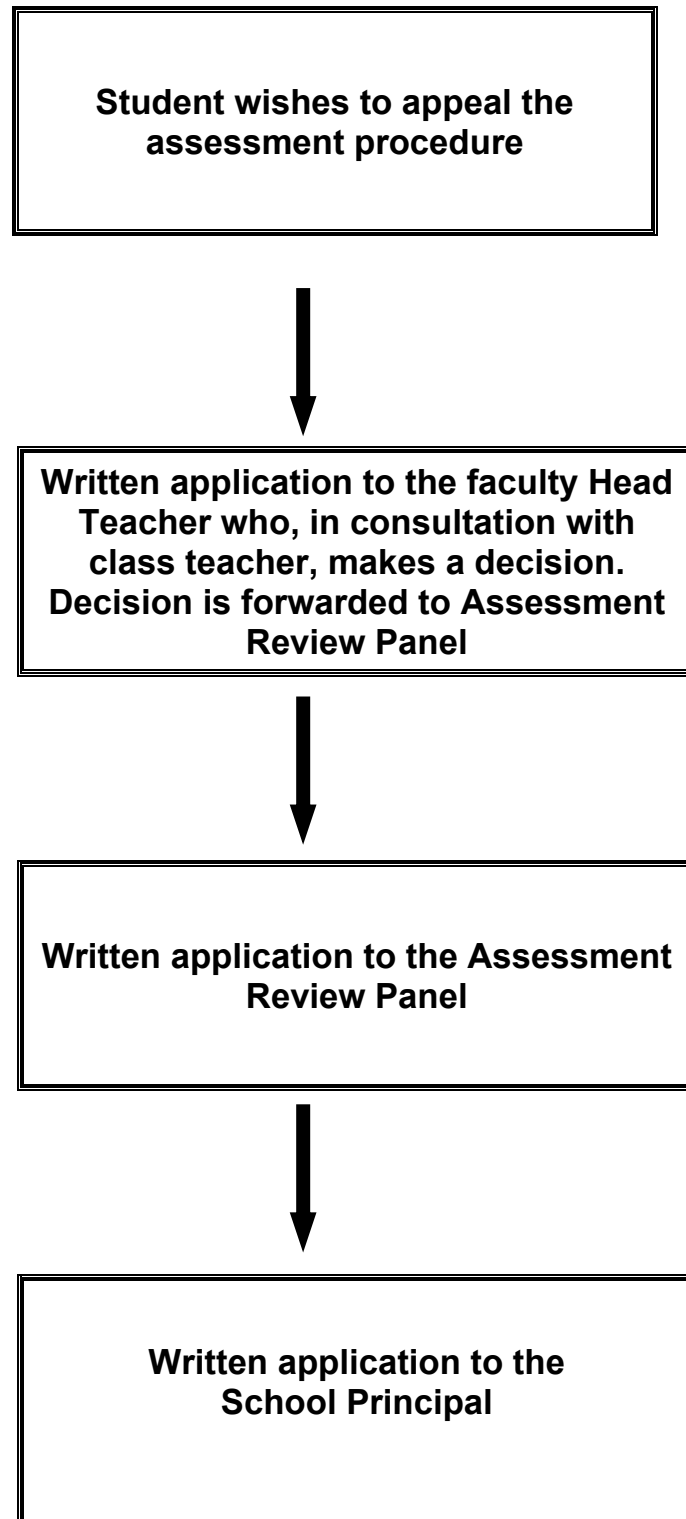 Student wishes to appeal the
assessment procedure
Written application to the faculty Head
Teacher who, in consultation with
class teacher, makes a decision.
Decision is forwarded to Assessment
Review Panel
Written application to the Assessment
Review Panel
Written application to the
School Principal